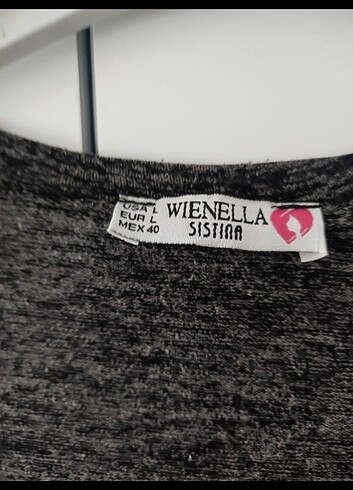 USA L
EUR L
MEX 40
WIENELLA
SISTINA